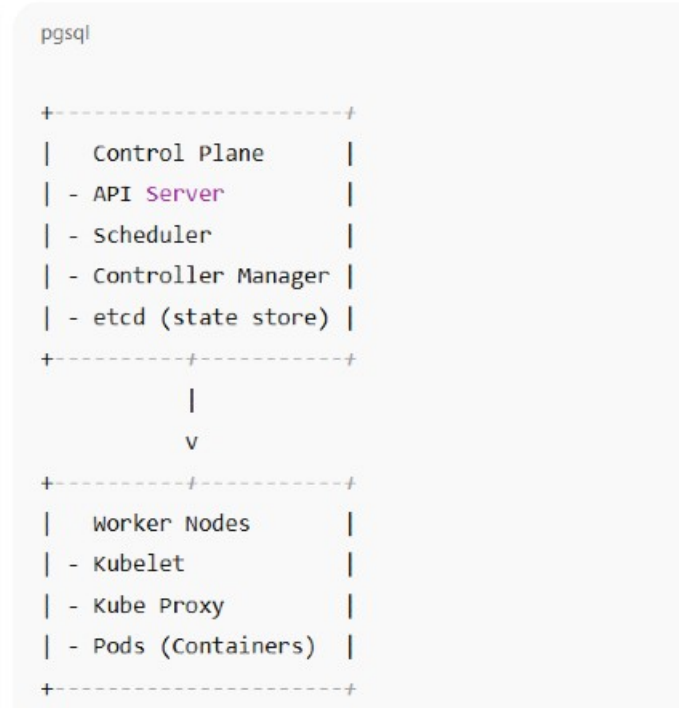 pgsql
+-----------------------+
|   Control Plane       |
| - API Server          |
| - Scheduler           |
| - Controller Manager |
| - etcd (state store) |
+----------+------------+
|
v
+----------+------------+
|   Worker Nodes        |
| - Kubelet             |
| - Kube Proxy          |
| - Pods (Containers)   |
+-----------------------+